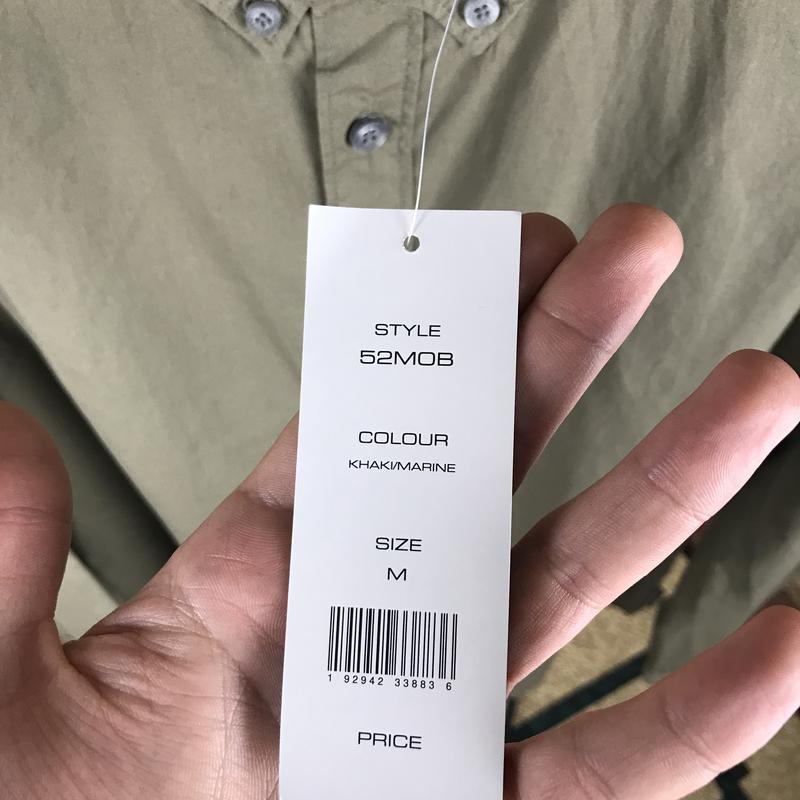 STYLE
52MOB
COLOUR
KHAKI/MARINE
SIZE
M
1 92942 33883 6
PRICE